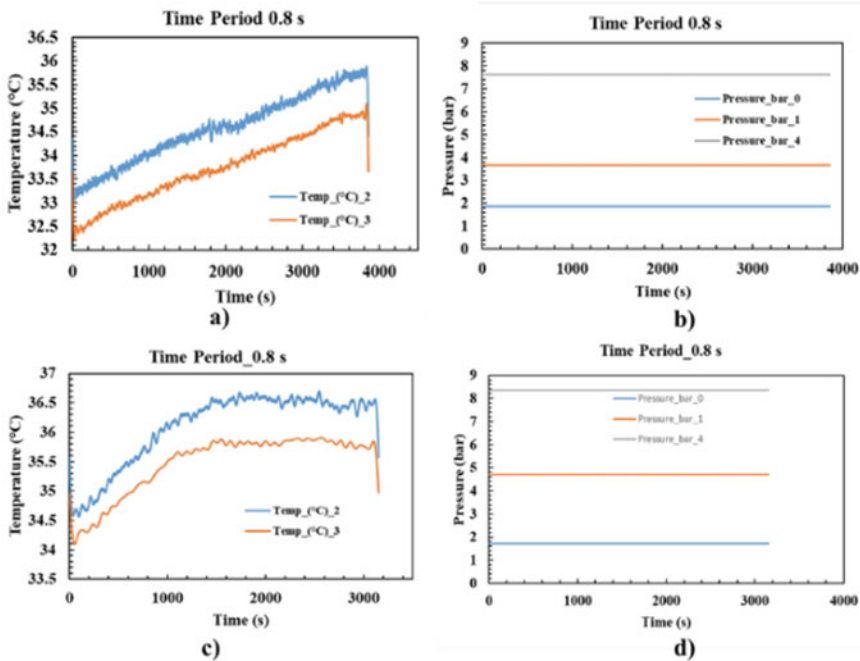 Time Period 0.8 s
Temperature (°C)
36.5
36
35.5
35
34.5
34
33.5
33
32.5
32
Temp_(°C)_2
Temp_(°C)_3
0 1000 2000 3000 4000
Time (s)
a)
Time Period 0.8 s
Pressure (bar)
9
8
7
6
5
4
3
2
1
0
Pressure_bar_0
Pressure_bar_1
Pressure_bar_4
0 1000 2000 3000 4000
Time (s)
b)
Time Period_0.8 s
Temperature (°C)
37
36.5
36
35.5
35
34.5
34
33.5
Temp_(°C)_2
Temp_(°C)_3
0 1000 2000 3000
Time (s)
c)
Time Period_0.8 s
Pressure (bar)
9
8
7
6
5
4
3
2
1
0
Pressure_bar_0
Pressure_bar_1
Pressure_bar_4
0 1000 2000 3000 4000
Time (s)
d)